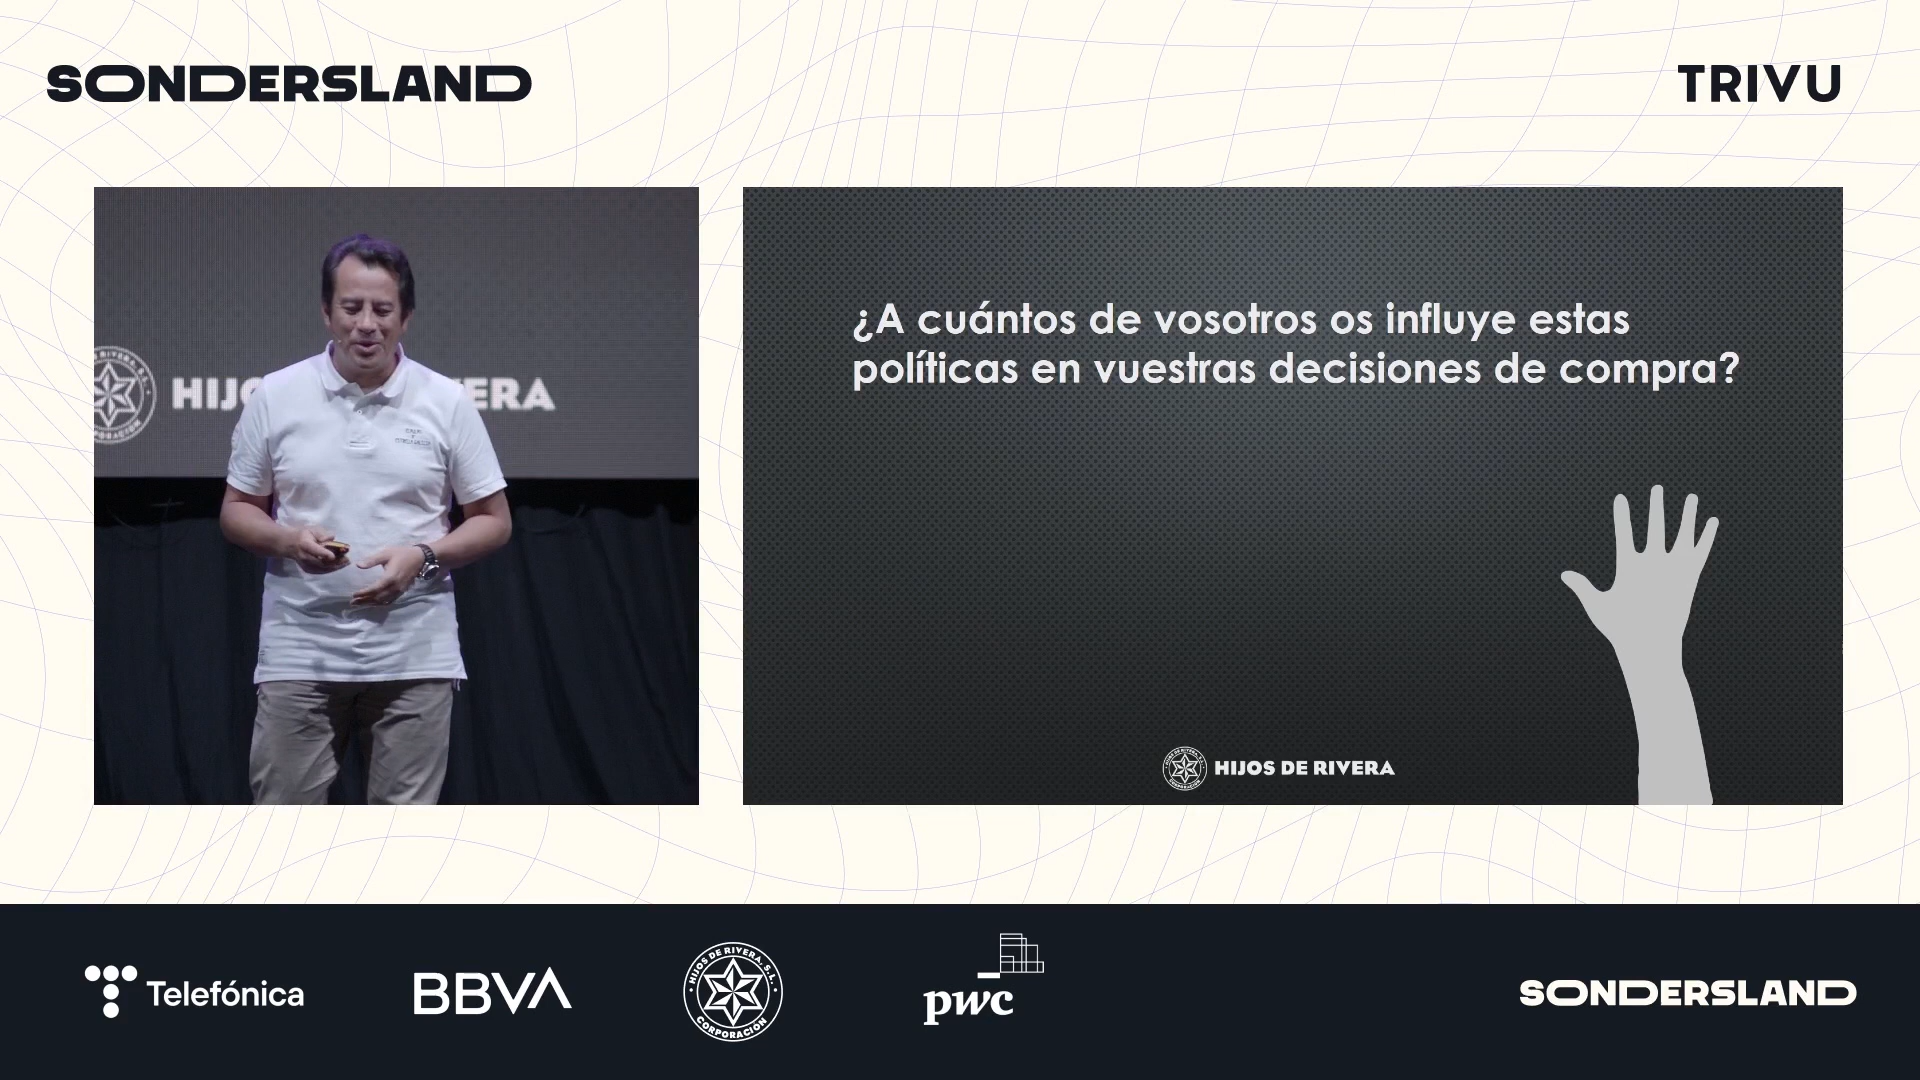 SONDERSLAND
TRIVU
HIJOS DE RIVERA
¿A cuántos de vosotros os influye estas
políticas en vuestras decisiones de compra?
HIJOS DE RIVERA
Telefónica
BBVA
HIJOS DE RIVERA, S.L.
CORPORACIÓN
pwc
SONDERSLAND